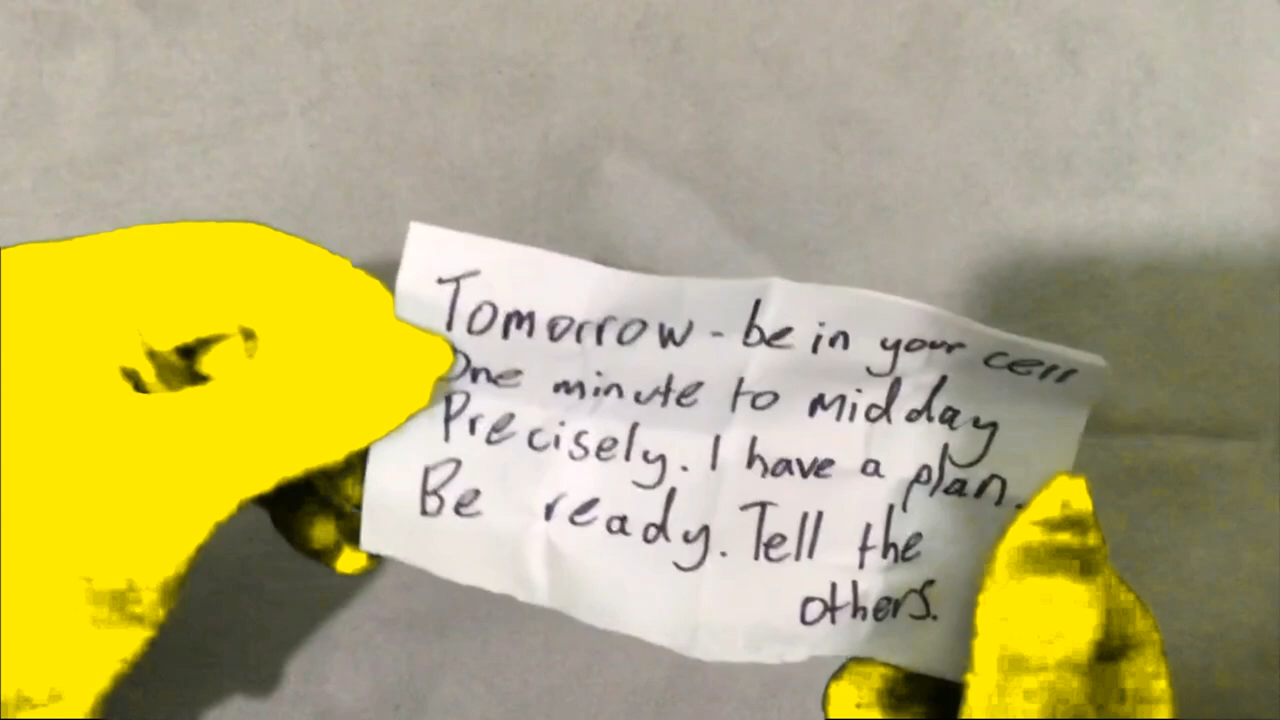 Tomorrow - be in your cell
One minute to midday
Precisely. I have a plan.
Be ready. Tell the
others.